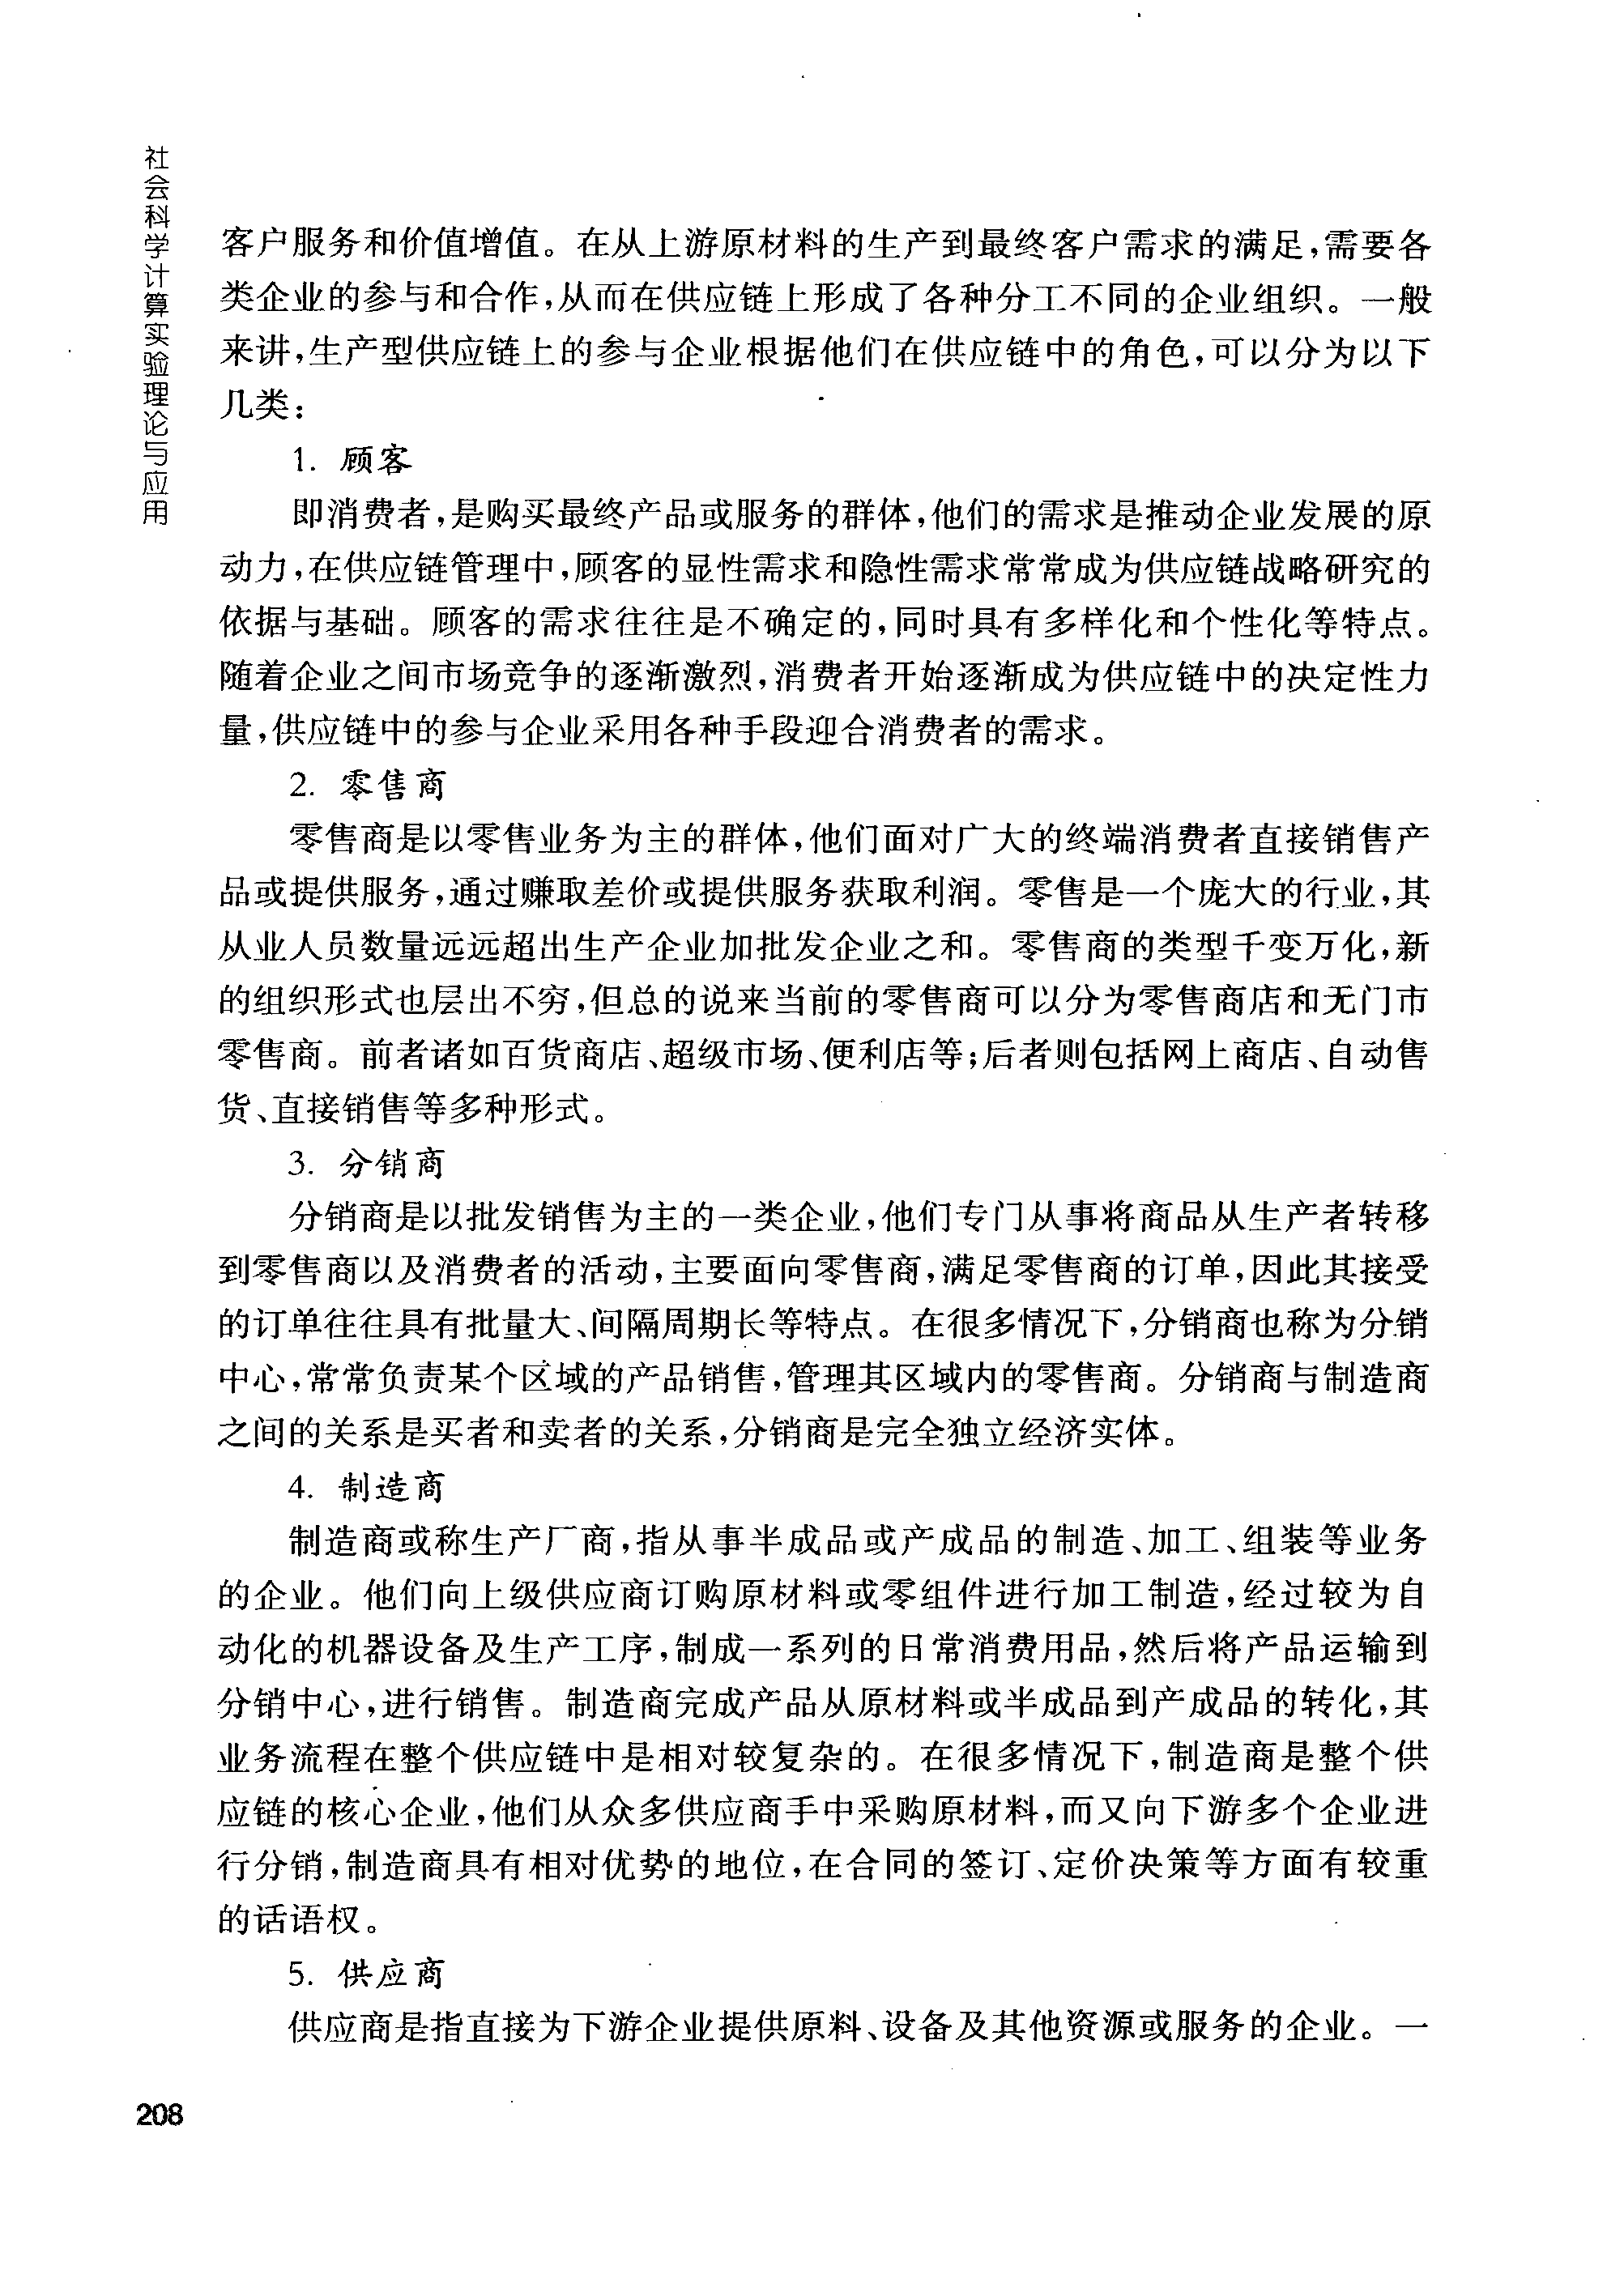 社会科学计算实验理论与应用
客户服务和价值增值。在从上游原材料的生产到最终客户需求的满足,需要各
类企业的参与和合作,从而在供应链上形成了各种分工不同的企业组织。一般
来讲,生产型供应链上的参与企业根据他们在供应链中的角色,可以分为以下
几类:
1. 顾客
即消费者,是购买最终产品或服务的群体,他们的需求是推动企业发展的原
动力,在供应链管理中,顾客的显性需求和隐性需求常常成为供应链战略研究的
依据与基础。顾客的需求往往是不确定的,同时具有多样化和个性化等特点。
随着企业之间市场竞争的逐渐激烈,消费者开始逐渐成为供应链中的决定性力
量,供应链中的参与企业采用各种手段迎合消费者的需求。
2. 零售商
零售商是以零售业务为主的群体,他们面对广大的终端消费者直接销售产
品或提供服务,通过赚取差价或提供服务获取利润。零售是一个庞大的行业,其
从业人员数量远远超出生产企业加批发企业之和。零售商的类型千变万化,新
的组织形式也层出不穷,但总的说来当前的零售商可以分为零售商店和无门市
零售商。前者诸如百货商店、超级市场、便利店等;后者则包括网上商店、自动售
货、直接销售等多种形式。
3. 分销商
分销商是以批发销售为主的一类企业,他们专门从事将商品从生产者转移
到零售商以及消费者的活动,主要面向零售商,满足零售商的订单,因此其接受
的订单往往具有批量大、间隔周期长等特点。在很多情况下,分销商也称为分销
中心,常常负责某个区域的产品销售,管理其区域内的零售商。分销商与制造商
之间的关系是买者和卖者的关系,分销商是完全独立经济实体。
4. 制造商
制造商或称生产厂商,指从事半成品或产成品的制造、加工、组装等业务
的企业。他们向上级供应商订购原材料或零组件进行加工制造,经过较为自
动化的机器设备及生产工序,制成一系列的日常消费用品,然后将产品运输到
分销中心,进行销售。制造商完成产品从原材料或半成品到产成品的转化,其
业务流程在整个供应链中是相对较复杂的。在很多情况下,制造商是整个供
应链的核心企业,他们从众多供应商手中采购原材料,而又向下游多个企业进
行分销,制造商具有相对优势的地位,在合同的签订、定价决策等方面有较重
的话语权。
5. 供应商
供应商是指直接为下游企业提供原料、设备及其他资源或服务的企业。一
208